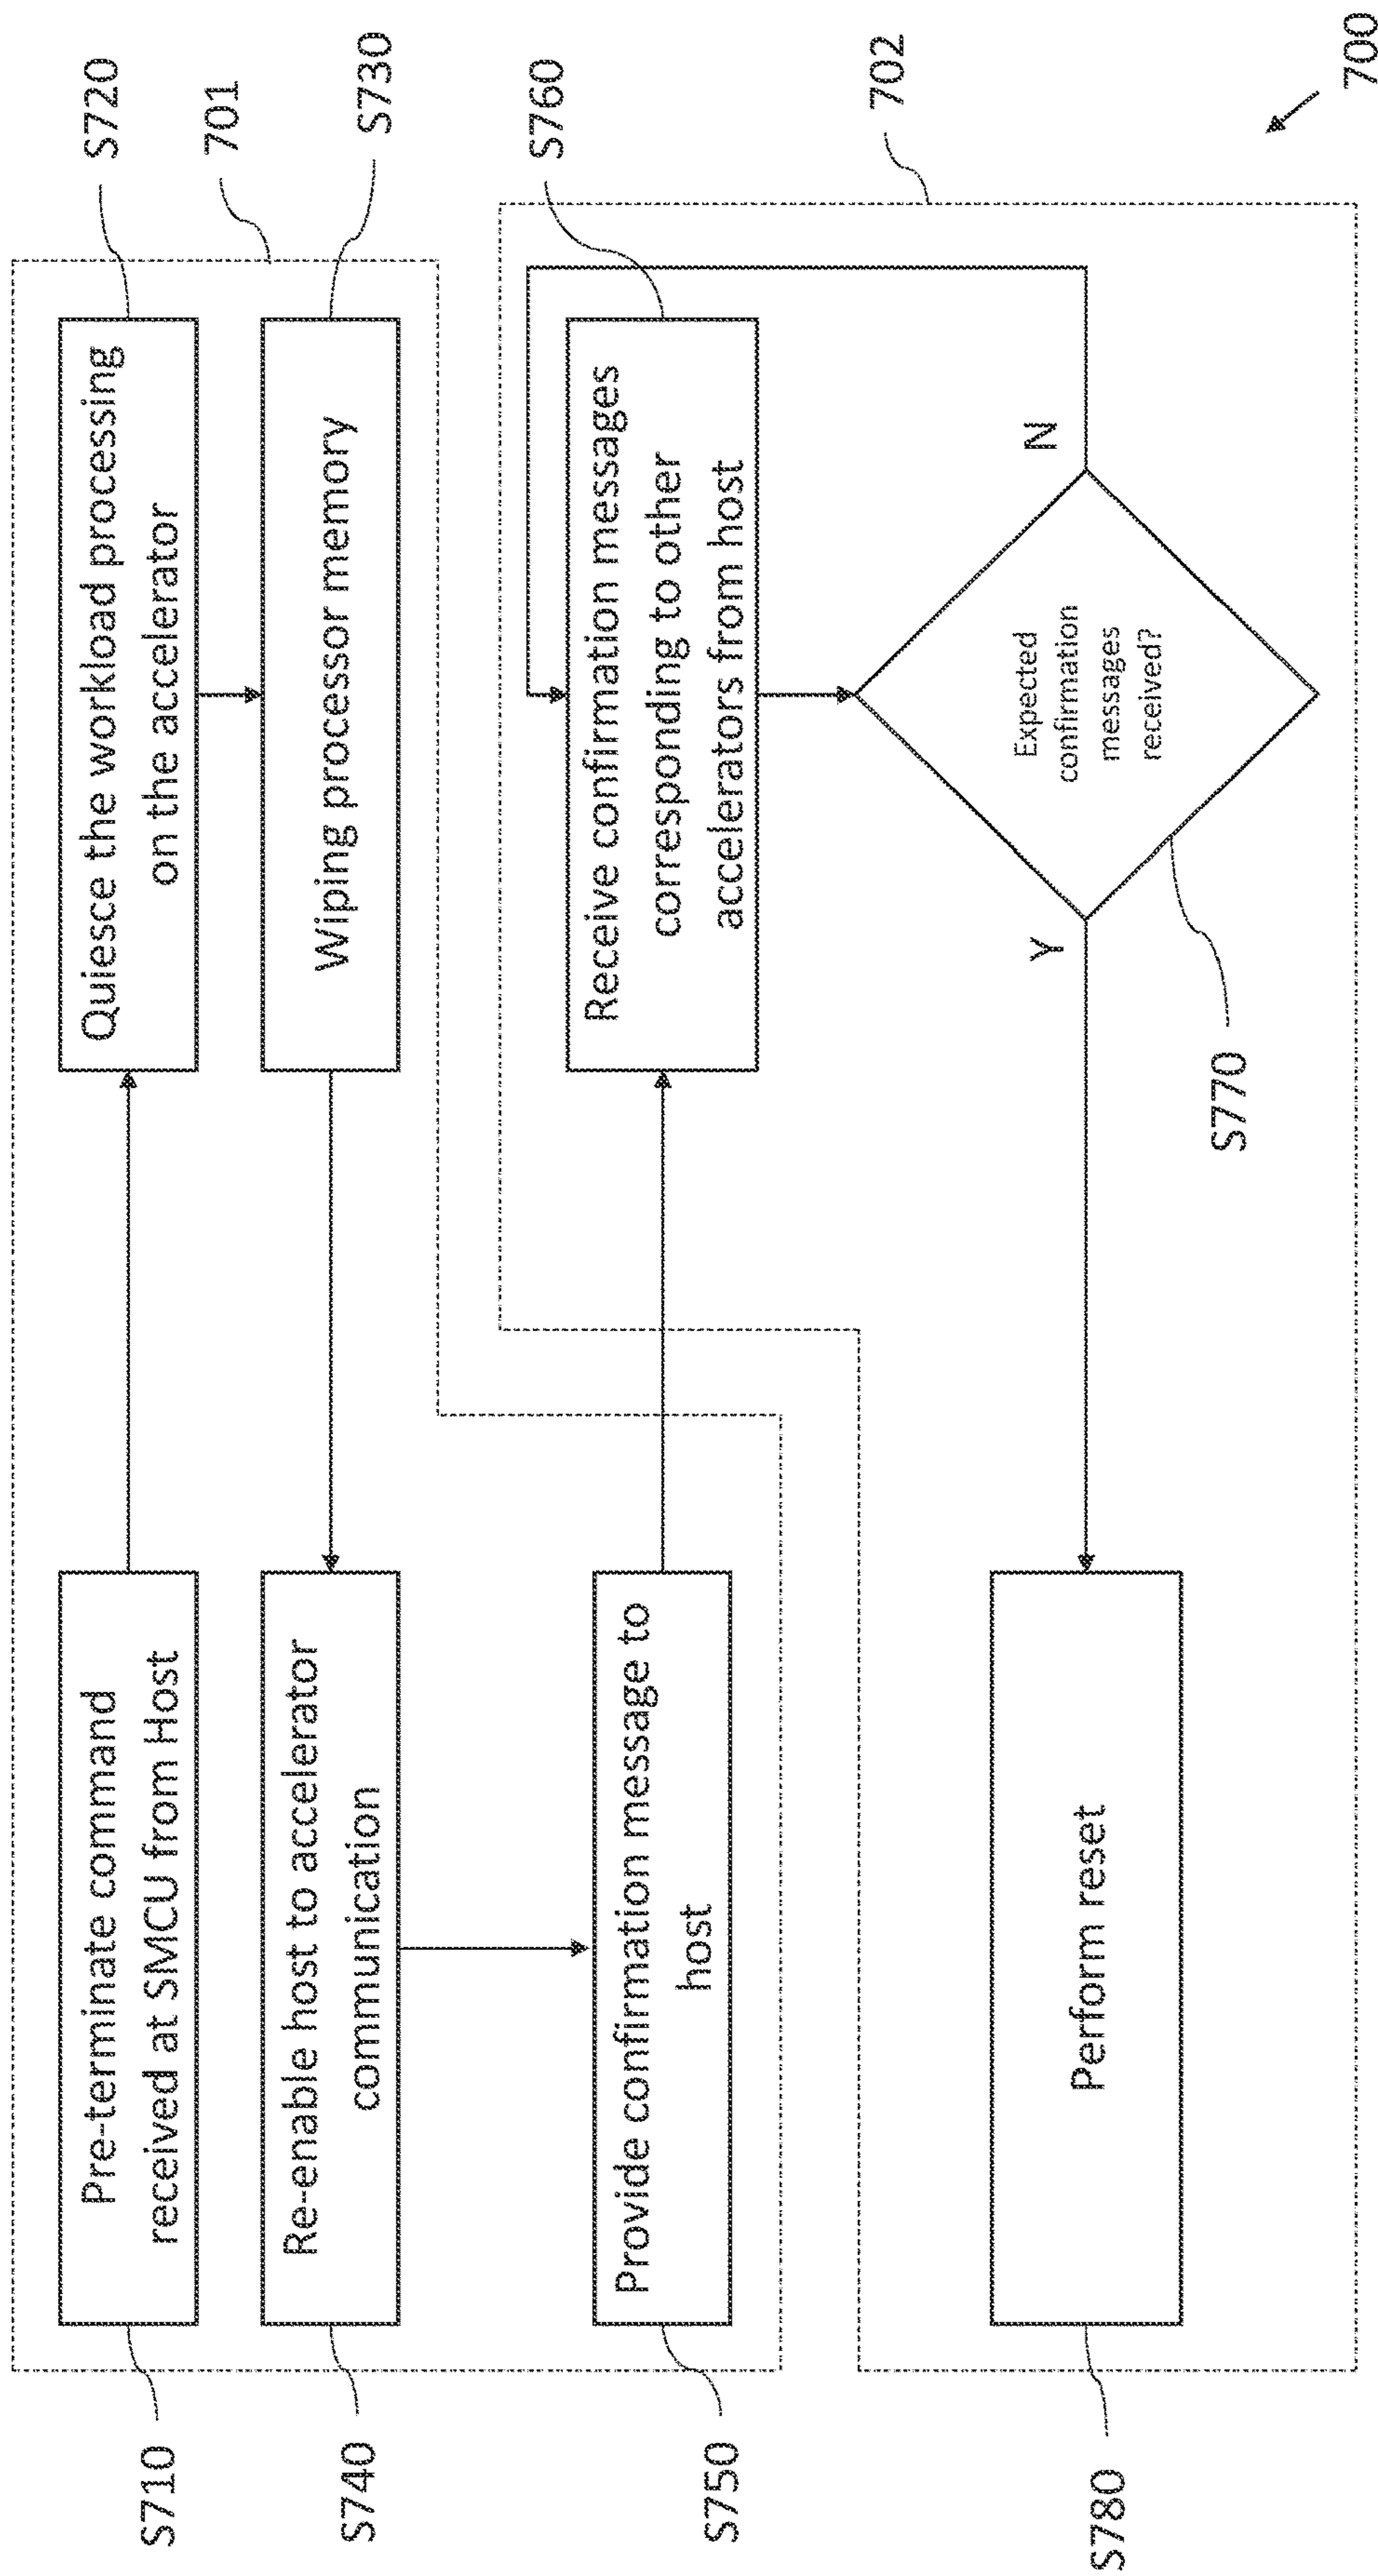 S710
Pre-terminate command
received at SMCU from Host
Quiesce the workload processing
on the accelerator
S720
701
S740
Re-enable host to accelerator
communication
Wiping processor memory
S730
S750
Provide confirmation message to
host
Receive confirmation messages
corresponding to other
accelerators from host
S760
702
S780
Perform reset
Y
Expected
confirmation
messages
received?
N
S770
700